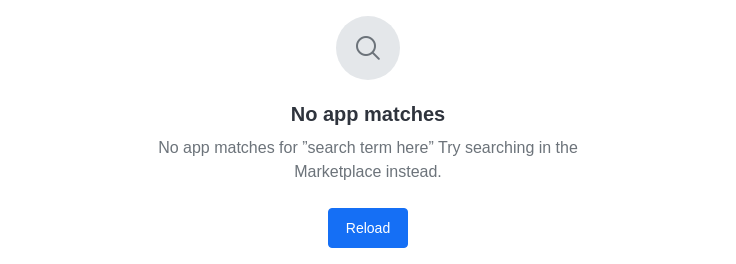 No app matches
No app matches for ”search term here” Try searching in the
Marketplace instead.
Reload